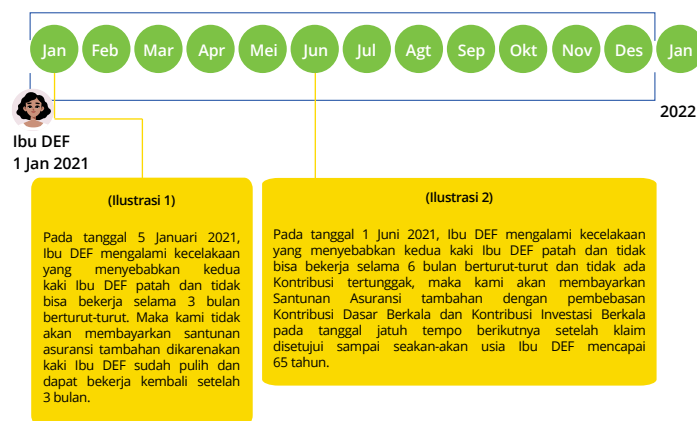 Jan Feb Mar Apr Mei Jun Jul Agt Sep Okt Nov Des Jan
2022
Ibu DEF
1 Jan 2021
(Ilustrasi 1)
Pada tanggal 5 Januari 2021,
Ibu DEF mengalami kecelakaan
yang menyebabkan kedua
kaki Ibu DEF patah dan tidak
bisa bekerja selama 3 bulan
berturut-turut. Maka kami tidak
akan membayarkan santunan
asuransi tambahan dikarenakan
kaki Ibu DEF sudah pulih dan
dapat bekerja kembali setelah
3 bulan.
(Ilustrasi 2)
Pada tanggal 1 Juni 2021, Ibu DEF mengalami kecelakaan
yang menyebabkan kedua kaki Ibu DEF patah dan tidak
bisa bekerja selama 6 bulan berturut-turut dan tidak ada
Kontribusi tertunggak, maka kami akan membayarkan
Santunan Asuransi tambahan dengan pembebasan
Kontribusi Dasar Berkala dan Kontribusi Investasi Berkala
pada tanggal jatuh tempo berikutnya setelah klaim
disetujui sampai seakan-akan usia Ibu DEF mencapai
65 tahun.